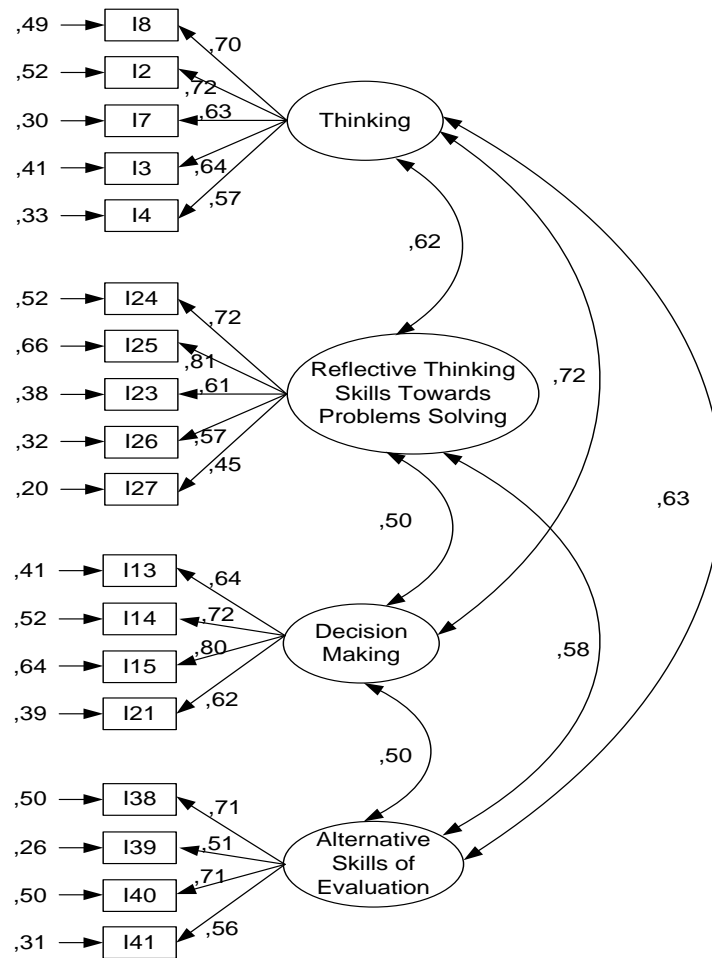 ,49 I8 ,70
,52 I2 ,72
,30 I7 ,63 Thinking
,41 I3 ,64
,33 I4 ,57
,62
,52 I24 ,72
,66 I25 ,81 Reflective Thinking
,38 I23 ,61 Skills Towards ,72
,32 I26 ,57 Problems Solving
,20 I27 ,45
,63
,50
,41 I13 ,64
,52 I14 ,72 Decision
,64 I15 ,80 Making ,58
,39 I21 ,62
,50
,50 I38 ,71
,26 I39 ,51 Alternative
,50 I40 ,71 Skills of
,31 I41 ,56 Evaluation